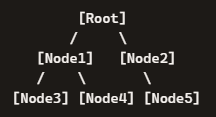 [Root]
/ \
[Node1] [Node2]
/ \ \
[Node3] [Node4] [Node5]